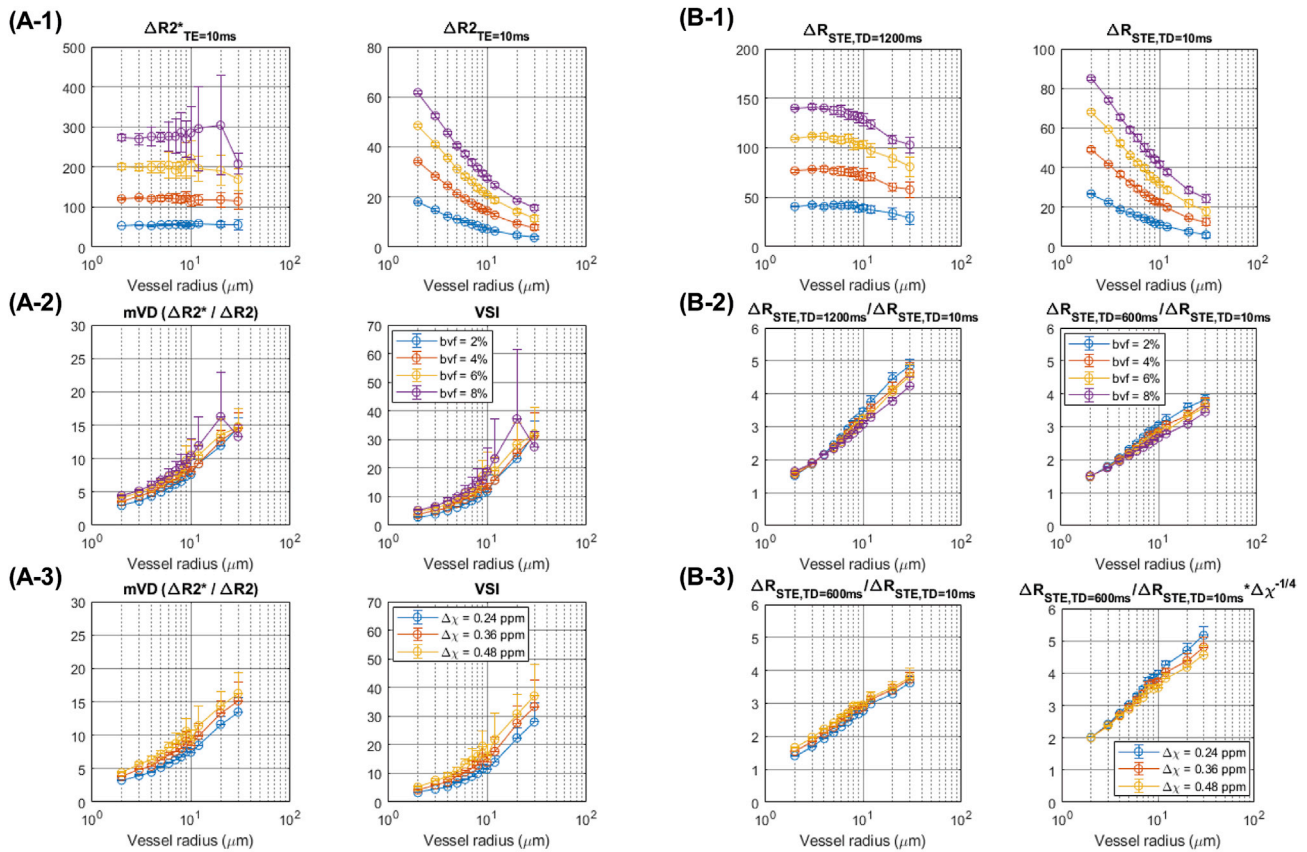 (A-1)
ΔR2*TE=10ms
500
400
300
200
100
0
10^0
10^1
10^2
Vessel radius (μm)
ΔR2TE=10ms
80
60
40
20
0
10^0
10^1
10^2
Vessel radius (μm)
(B-1)
ΔRSTE,TD=1200ms
200
150
100
50
0
10^0
10^1
10^2
Vessel radius (μm)
ΔRSTE,TD=10ms
100
80
60
40
20
0
10^0
10^1
10^2
Vessel radius (μm)
(A-2)
mVD (ΔR2* / ΔR2)
30
25
20
15
10
5
0
10^0
10^1
10^2
Vessel radius (μm)
VSI
70
60
50
40
30
20
10
0
bvf = 2%
bvf = 4%
bvf = 6%
bvf = 8%
10^0
10^1
10^2
Vessel radius (μm)
(B-2)
ΔRSTE,TD=1200ms/ΔRSTE,TD=10ms
6
5
4
3
2
1
0
10^0
10^1
10^2
Vessel radius (μm)
ΔRSTE,TD=600ms/ΔRSTE,TD=10ms
6
5
4
3
2
1
0
bvf = 2%
bvf = 4%
bvf = 6%
bvf = 8%
10^0
10^1
10^2
Vessel radius (μm)
(A-3)
mVD (ΔR2* / ΔR2)
30
25
20
15
10
5
0
10^0
10^1
10^2
Vessel radius (μm)
VSI
70
60
50
40
30
20
10
0
Δχ = 0.24 ppm
Δχ = 0.36 ppm
Δχ = 0.48 ppm
10^0
10^1
10^2
Vessel radius (μm)
(B-3)
ΔRSTE,TD=600ms/ΔRSTE,TD=10ms
6
5
4
3
2
1
0
10^0
10^1
10^2
Vessel radius (μm)
ΔRSTE,TD=600ms/ΔRSTE,TD=10ms*Δχ^-1/4
6
5
4
3
2
1
0
Δχ = 0.24 ppm
Δχ = 0.36 ppm
Δχ = 0.48 ppm
10^0
10^1
10^2
Vessel radius (μm)